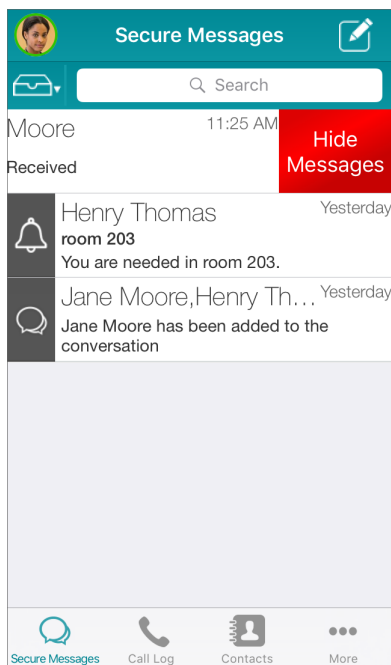 Secure Messages
Search
Moore
11:25 AM
Received
Hide
Messages
Henry Thomas
Yesterday
room 203
You are needed in room 203.
Jane Moore,Henry Th...
Yesterday
Jane Moore has been added to the
conversation
Secure Messages
Call Log
Contacts
More